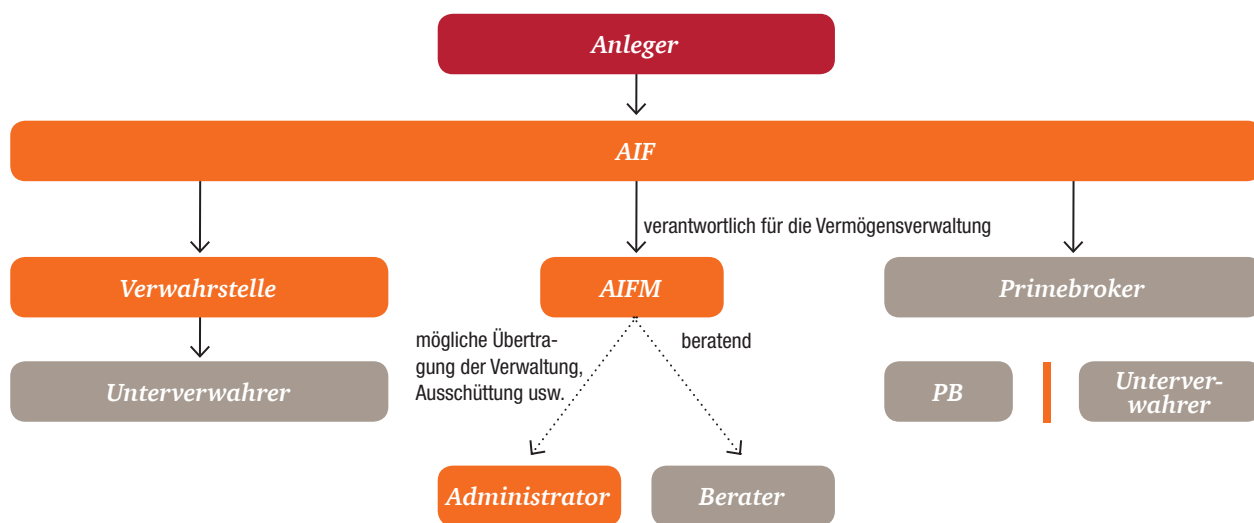 Anleger
AIF
verantwortlich für die Vermögensverwaltung
Verwahrstelle
AIFM
Primebroker
mögliche Übertra-
gung der Verwaltung,
Ausschüttung usw.
beratend
Unterverwahrer
PB
Unterver-
wahrer
Administrator
Berater